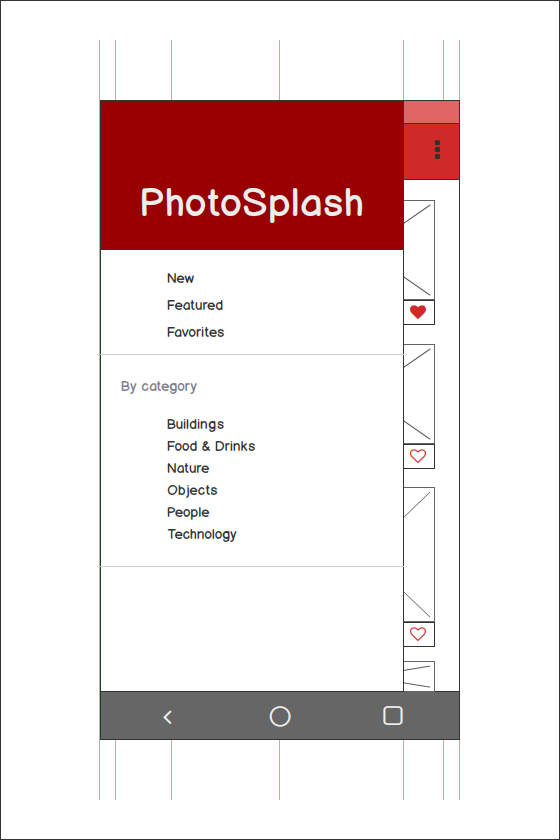 PhotoSplash
New
Featured
Favorites
By category
Buildings
Food & Drinks
Nature
Objects
People
Technology